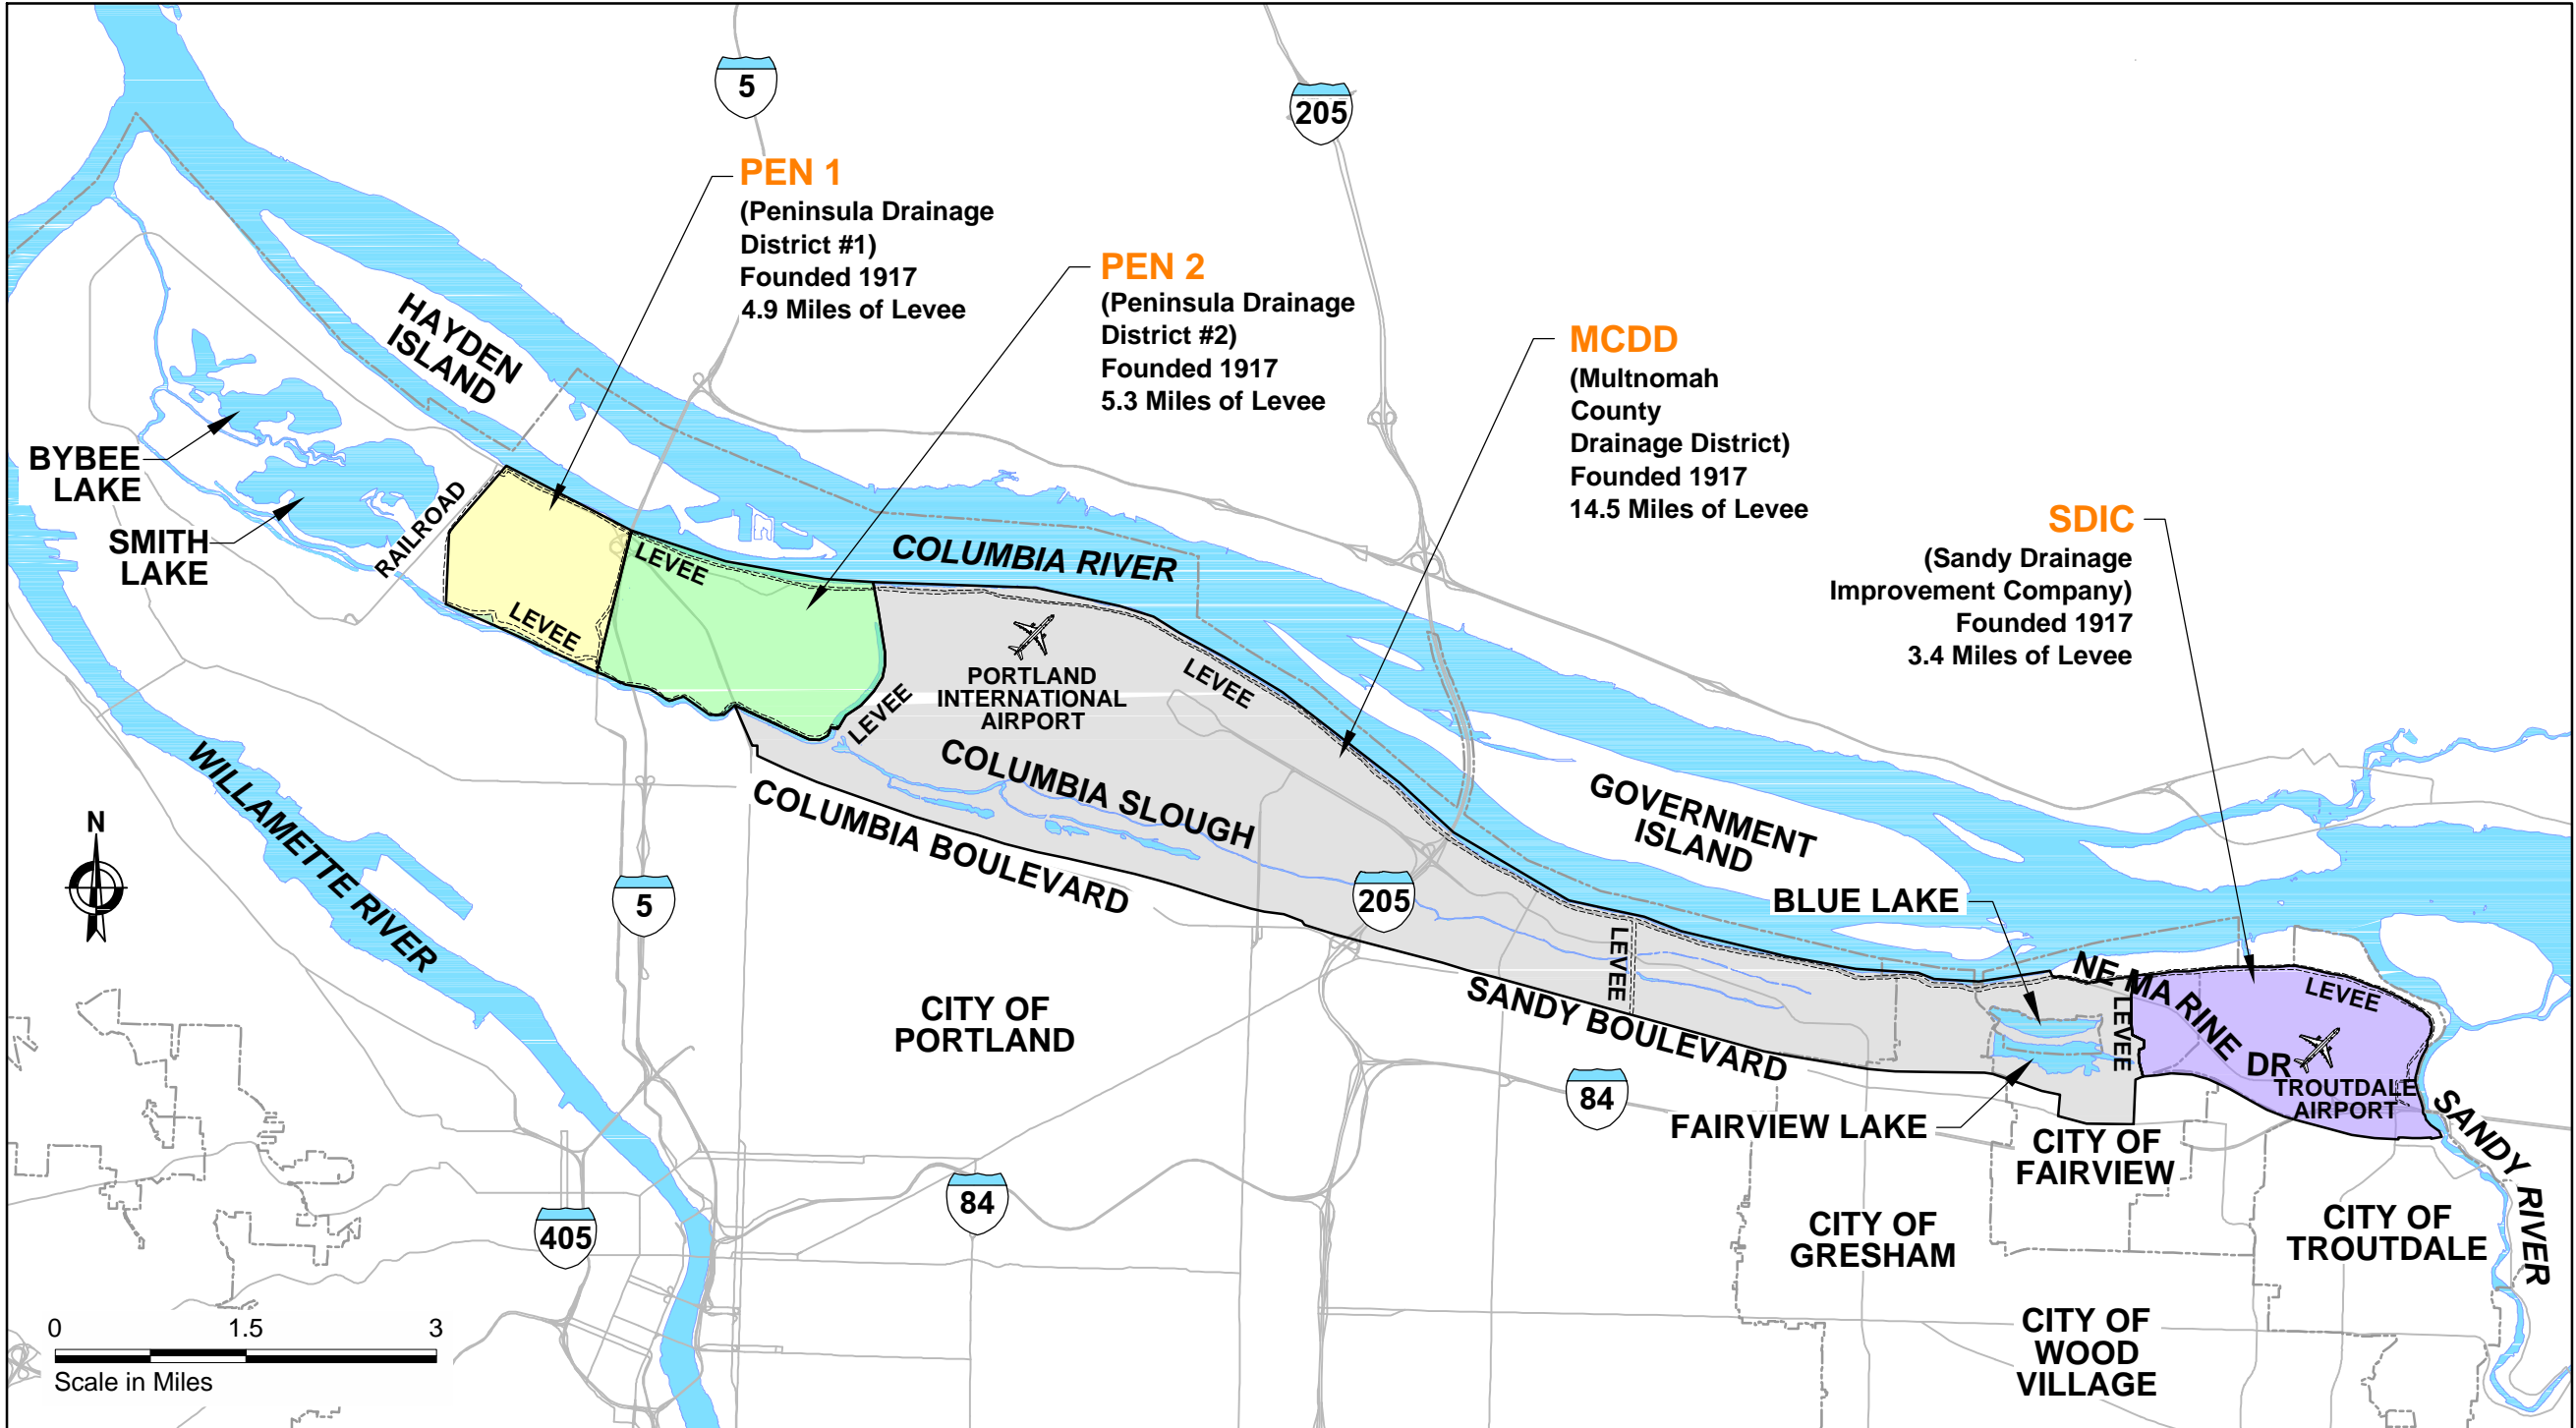 5
205
PEN 1
(Peninsula Drainage
District #1)
Founded 1917
4.9 Miles of Levee
PEN 2
(Peninsula Drainage
District #2)
Founded 1917
5.3 Miles of Levee
MCDD
(Multnomah
County
Drainage District)
Founded 1917
14.5 Miles of Levee
SDIC
(Sandy Drainage
Improvement Company)
Founded 1917
3.4 Miles of Levee
HAYDEN
ISLAND
BYBEE
LAKE
SMITH
LAKE
RAILROAD
LEVEE
LEVEE
COLUMBIA RIVER
LEVEE
PORTLAND
INTERNATIONAL
AIRPORT
LEVEE
COLUMBIA SLOUGH
COLUMBIA BOULEVARD
WILLAMETTE RIVER
GOVERNMENT
ISLAND
N
5
205
BLUE LAKE
LEVEE
SANDY BOULEVARD
NE MA RINE DR
LEVEE
LEVEE
TROUTDALE
AIRPORT
CITY OF
PORTLAND
84
FAIRVIEW LAKE
CITY OF
FAIRVIEW
SANDY RIVER
84
405
CITY OF
GRESHAM
CITY OF
TROUTDALE
CITY OF
WOOD
VILLAGE
0 1.5 3
Scale in Miles